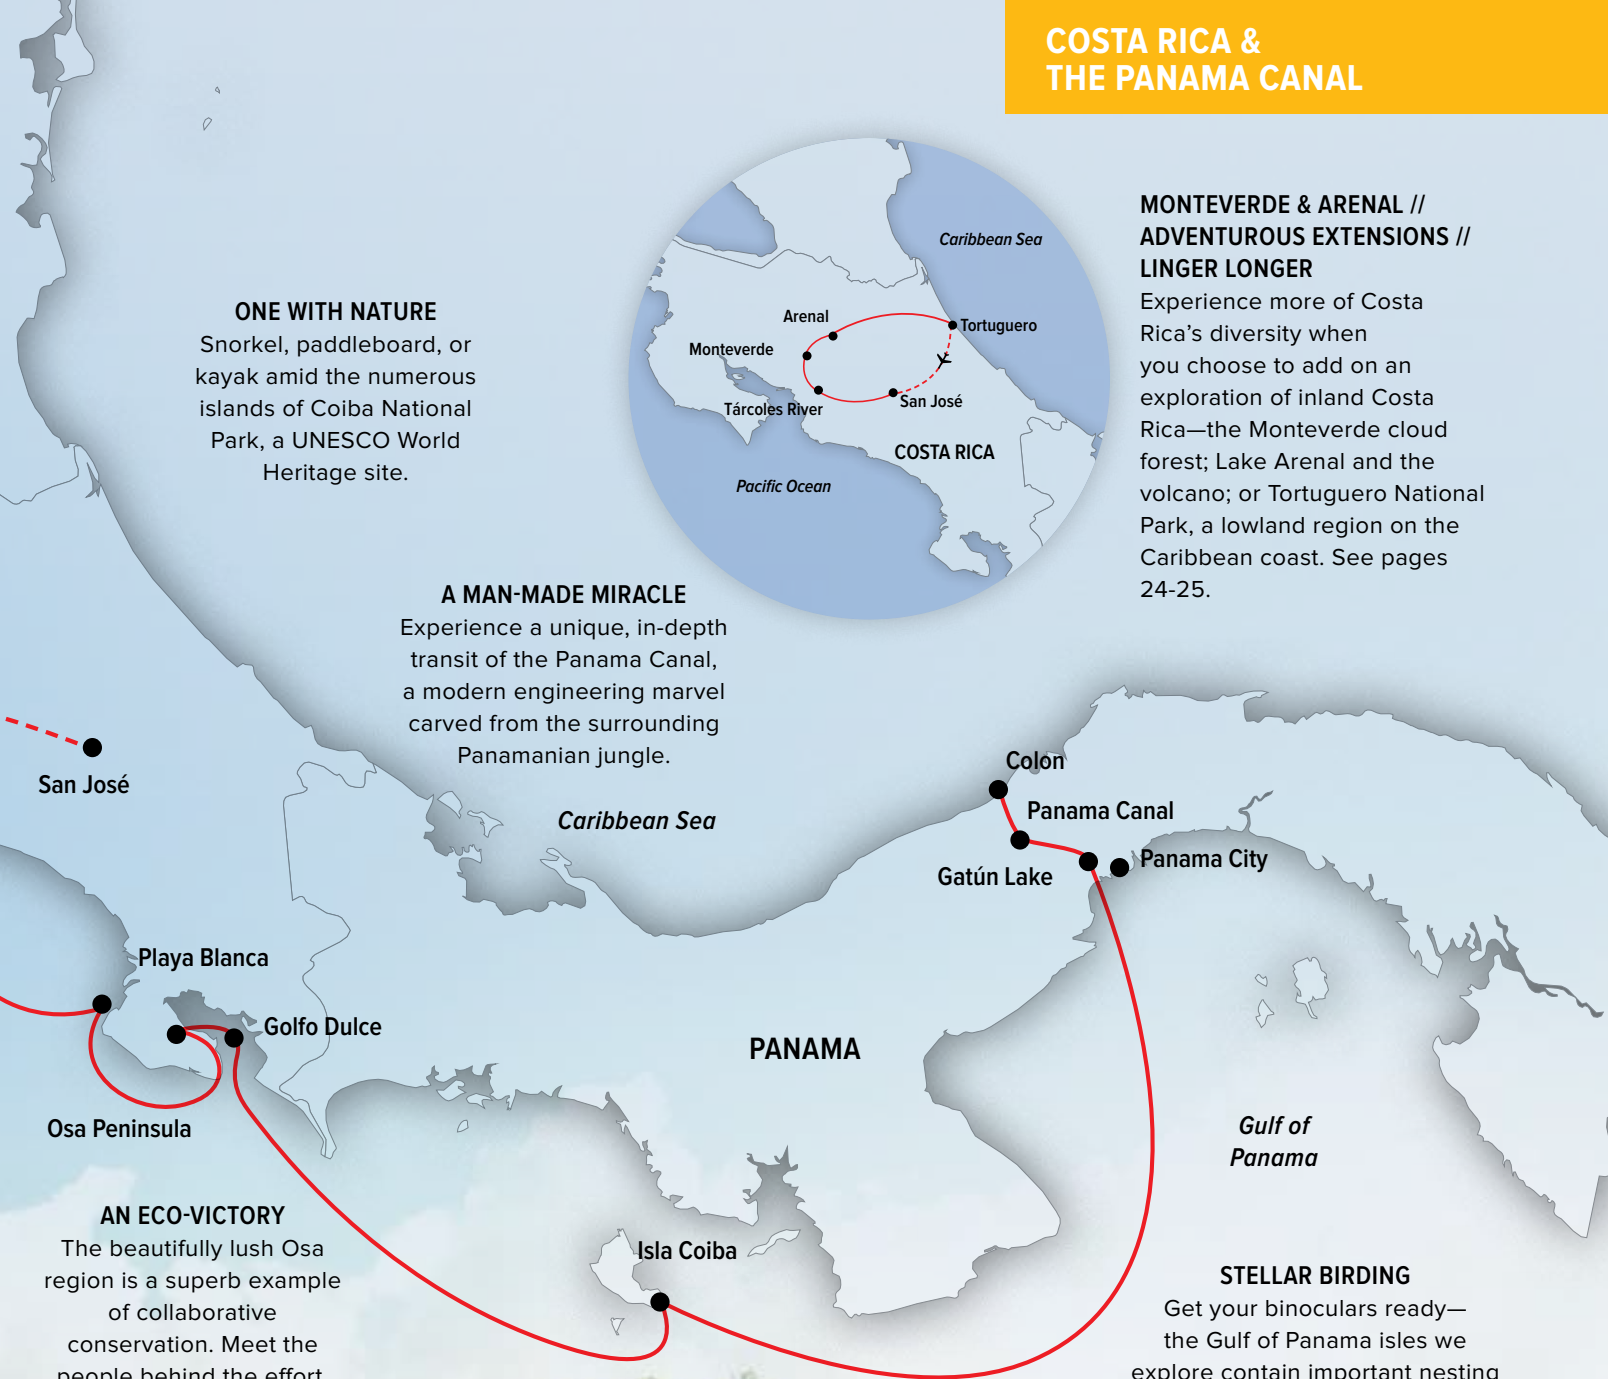 COSTA RICA &
THE PANAMA CANAL
MONTEVERDE & ARENAL //
ADVENTUROUS EXTENSIONS //
LINGER LONGER
Experience more of Costa
Rica’s diversity when
you choose to add on an
exploration of inland Costa
Rica—the Monteverde cloud
forest; Lake Arenal and the
volcano; or Tortuguero National
Park, a lowland region on the
Caribbean coast. See pages
24-25.
Caribbean Sea
Arenal
Tortuguero
Monteverde
San José
Tárcoles River
COSTA RICA
Pacific Ocean
ONE WITH NATURE
Snorkel, paddleboard, or
kayak amid the numerous
islands of Coiba National
Park, a UNESCO World
Heritage site.
A MAN-MADE MIRACLE
Experience a unique, in-depth
transit of the Panama Canal,
a modern engineering marvel
carved from the surrounding
Panamanian jungle.
San José
Caribbean Sea
Colon
Panama Canal
Gatún Lake
Panama City
Playa Blanca
Golfo Dulce
PANAMA
Osa Peninsula
Gulf of
Panama
Isla Coiba
AN ECO-VICTORY
The beautifully lush Osa
region is a superb example
of collaborative
conservation. Meet the
people behind the effort
STELLAR BIRDING
Get your binoculars ready—
the Gulf of Panama isles we
explore contain important nesting